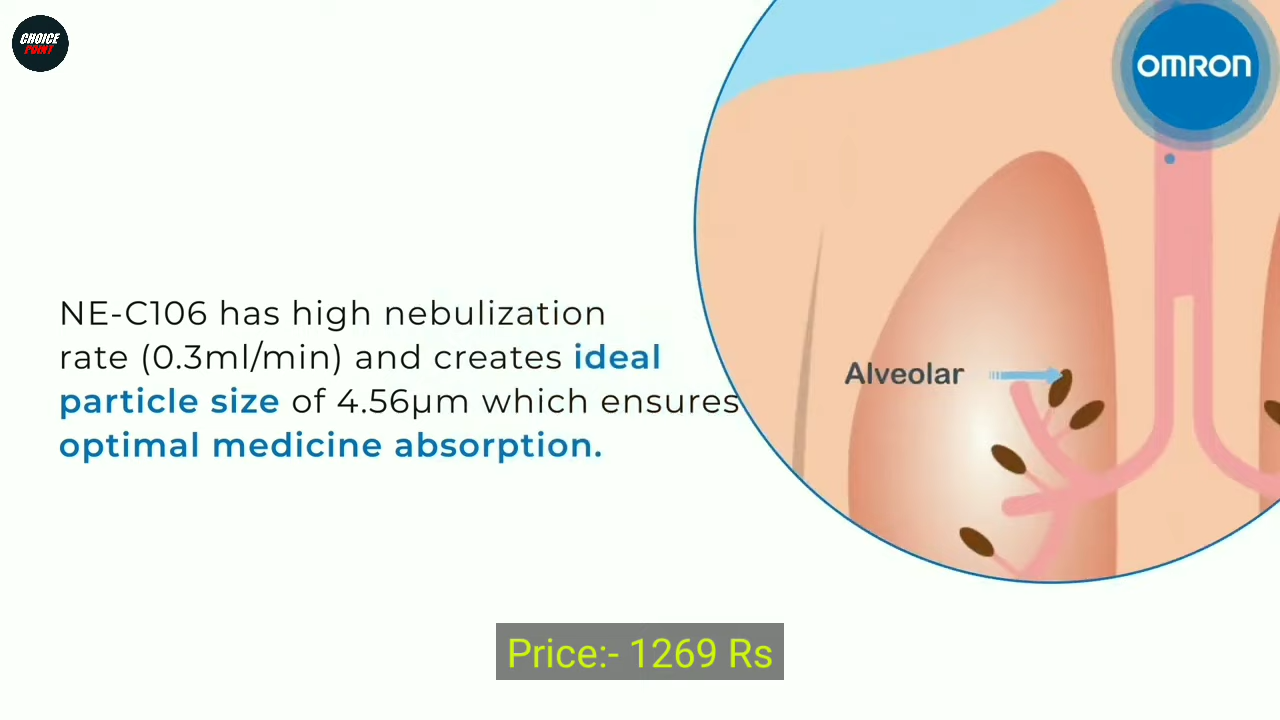 CHOICE
POINT
OMRON
NE-C106 has high nebulization
rate (0.3ml/min) and creates ideal
particle size of 4.56µm which ensures
optimal medicine absorption.
Alveolar
Price:- 1269 Rs